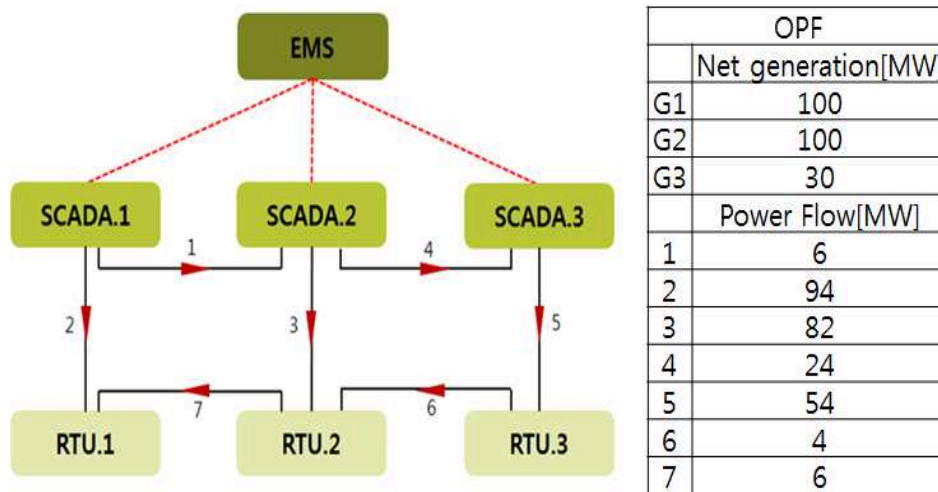 EMS
SCADA.1 SCADA.2 SCADA.3
1 4
2 3 5
7 6
RTU.1 RTU.2 RTU.3
OPF
Net generation[MW]
G1 100
G2 100
G3 30
Power Flow[MW]
1 6
2 94
3 82
4 24
5 54
6 4
7 6